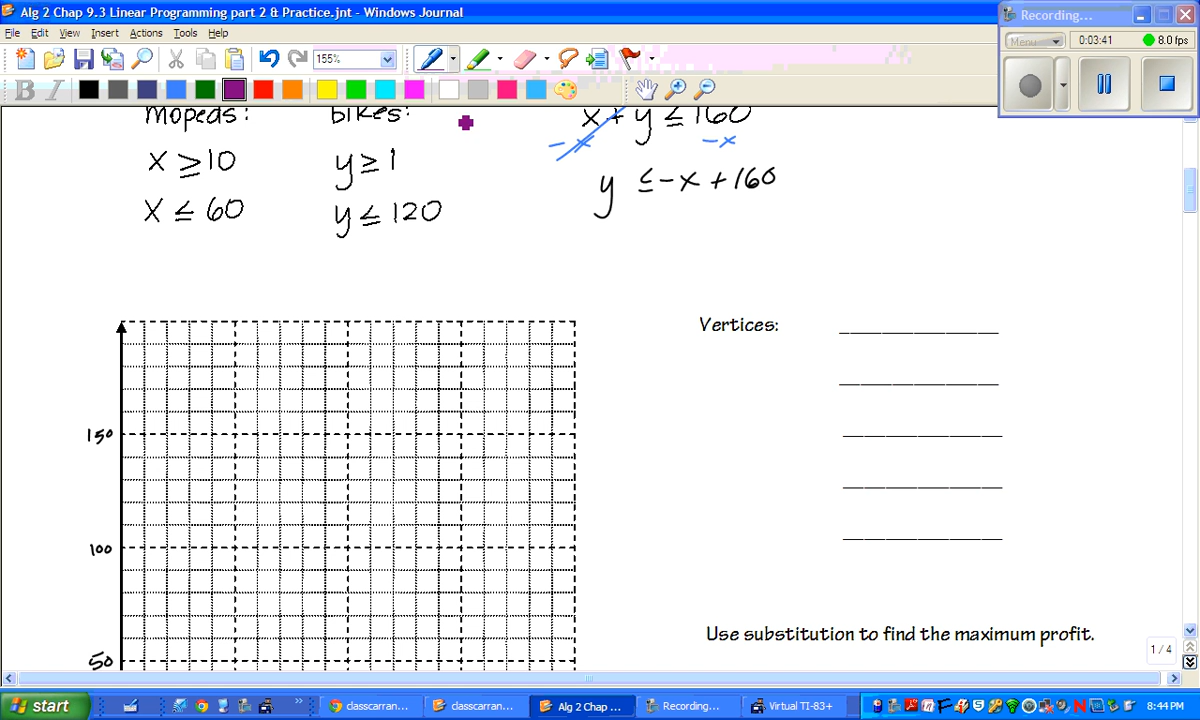 Alg 2 Chap 9.3 Linear Programming part 2 & Practice.jnt - Windows Journal
Recording...
File Edit View Insert Actions Tools Help
Menu 0:03:41 8.0 fps
155%
B I
mopeds: bikes: x + y ≤ 160
-x -x
x ≥ 10 y ≥ 1 y ≤ -x + 160
x ≤ 60 y ≤ 120
Vertices:
150
100
Use substitution to find the maximum profit.
50
1 / 4
start classcarran... classcarran... Alg 2 Chap ... Recording... Virtual TI-83+ 8:44 PM